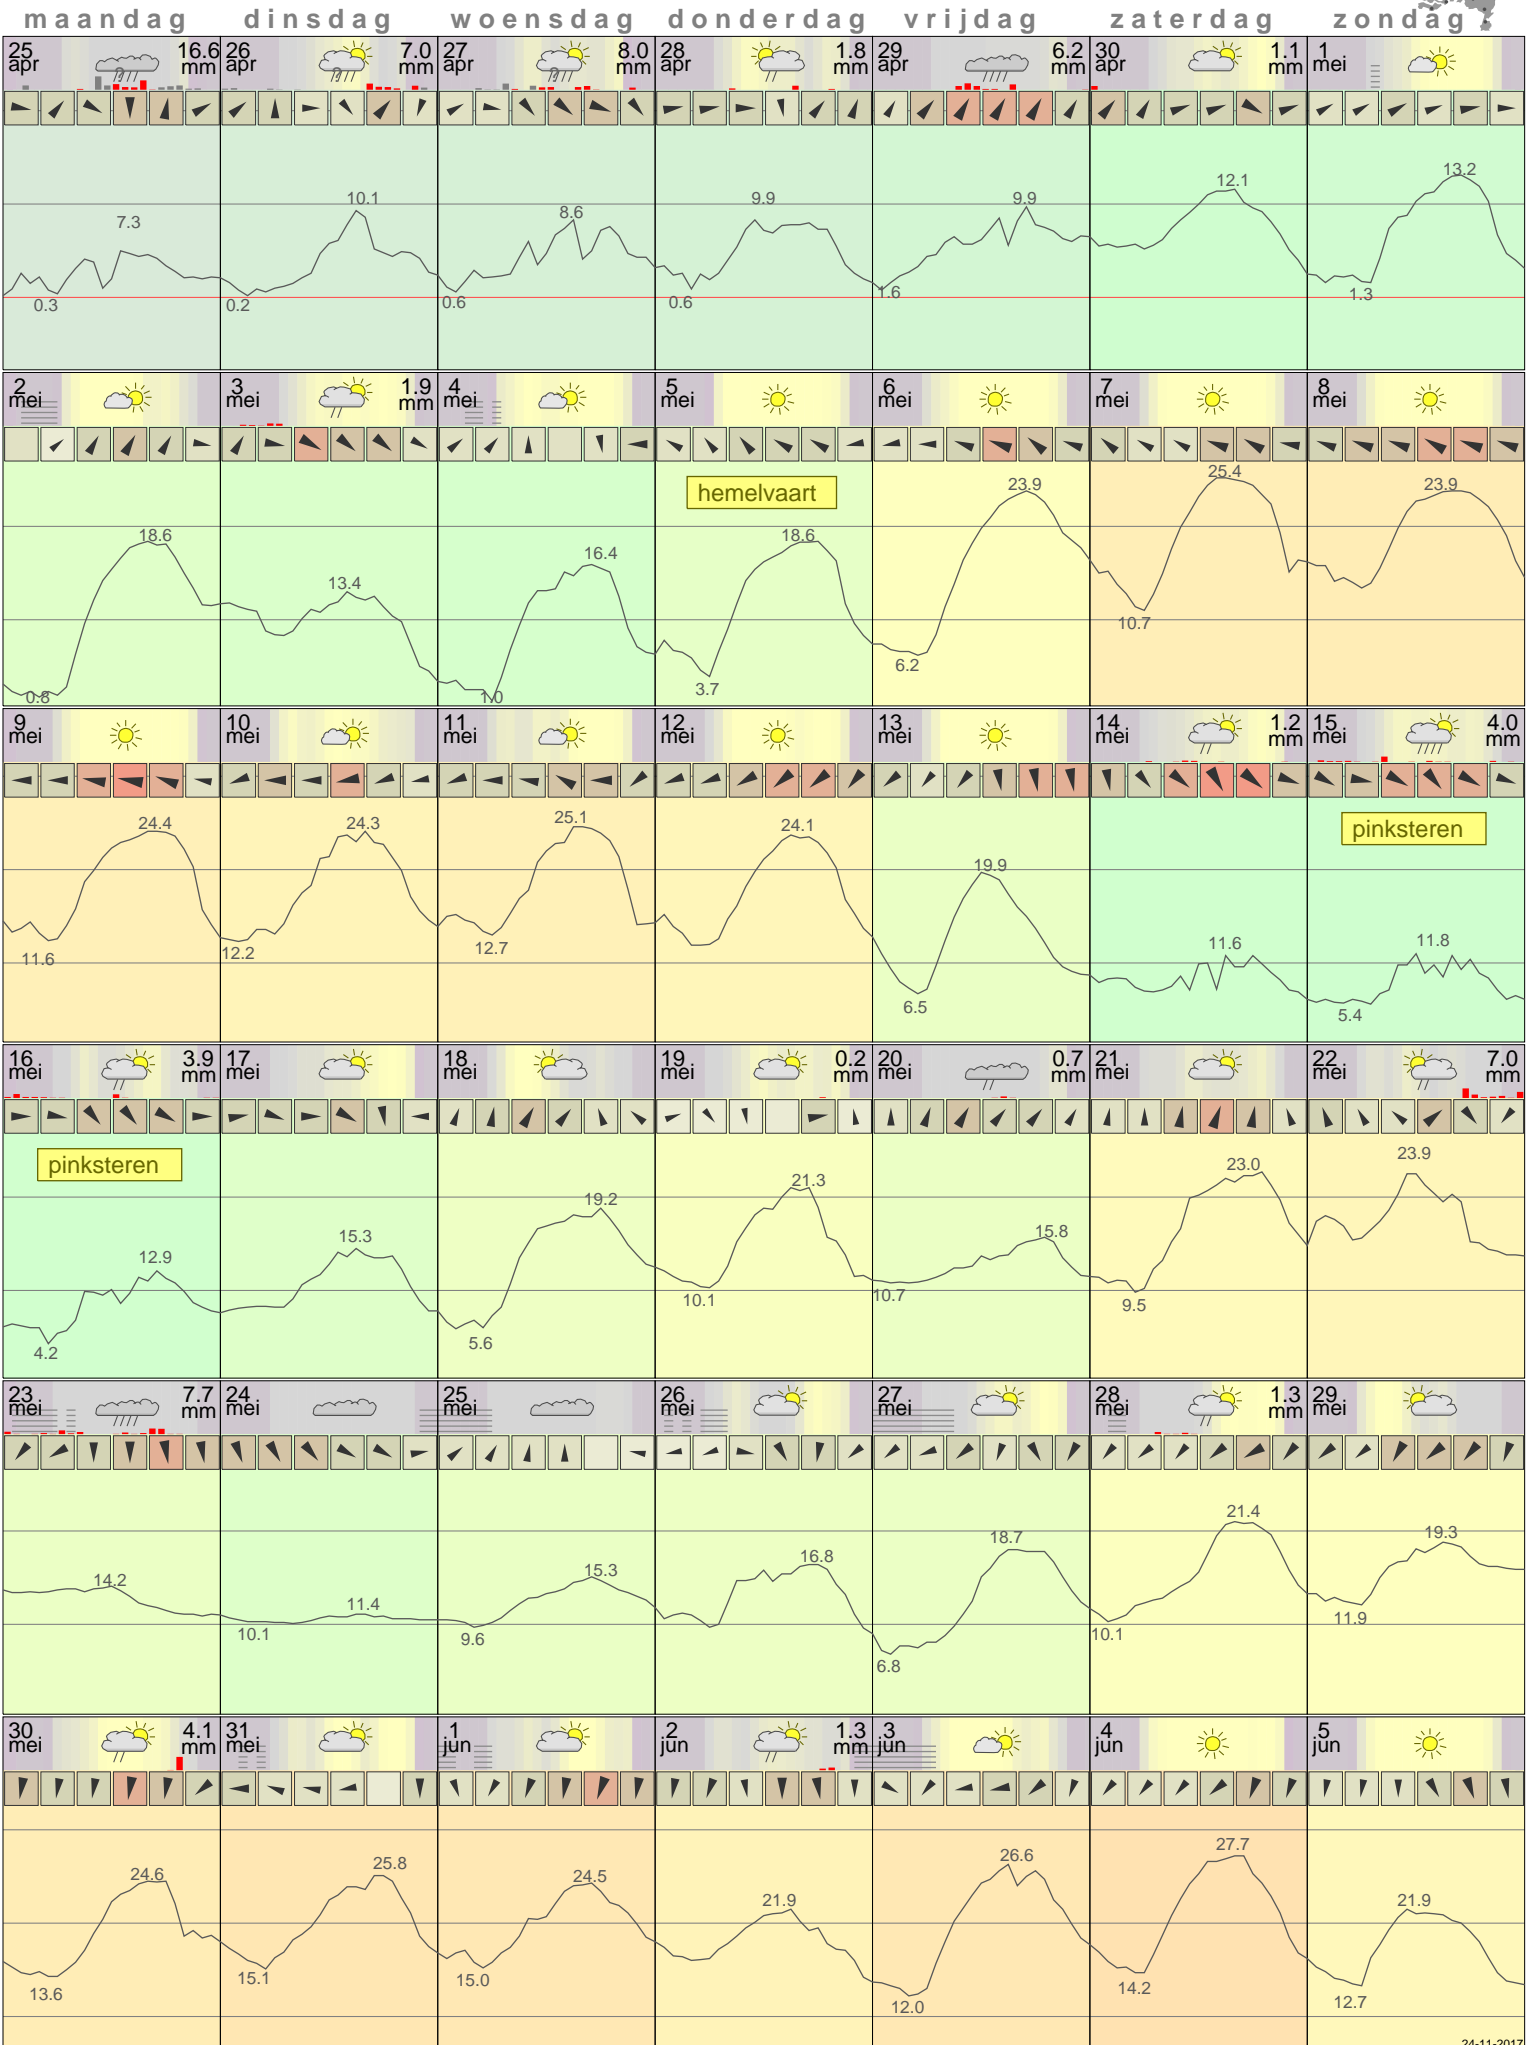 maandag dinsdag woensdag donderdag vrijdag zaterdag zondag
25 apr 16.6 mm 26 apr 7.0 mm 27 apr 8.0 mm 28 apr 1.8 mm 29 apr 6.2 mm 30 apr 1.1 mm 1 mei
? ? ?
7.3 10.1 8.6 9.9 9.9 12.1 13.2
0.3 0.2 0.6 0.6 1.6 1.3
2 mei 3 mei 1.9 mm 4 mei 5 mei 6 mei 7 mei 8 mei
hemelvaart
18.6 13.4 16.4 18.6 23.9 25.4 23.9
0.8 1.0 3.7 6.2 10.7
9 mei 10 mei 11 mei 12 mei 13 mei 14 mei 1.2 mm 15 mei 4.0 mm
pinksteren
24.4 24.3 25.1 24.1 19.9 11.6 11.8
11.6 12.2 12.7 6.5 5.4
16 mei 3.9 mm 17 mei 18 mei 19 mei 0.2 mm 20 mei 0.7 mm 21 mei 22 mei 7.0 mm
pinksteren
12.9 15.3 19.2 21.3 15.8 23.0 23.9
4.2 5.6 10.1 10.7 9.5
23 mei 7.7 mm 24 mei 25 mei 26 mei 27 mei 28 mei 1.3 mm 29 mei
14.2 11.4 15.3 16.8 18.7 21.4 19.3
10.1 9.6 6.8 10.1 11.9
30 mei 4.1 mm 31 mei 1 jun 2 jun 1.3 mm 3 jun 4 jun 5 jun
24.6 25.8 24.5 21.9 26.6 27.7 21.9
13.6 15.1 15.0 12.0 14.2 12.7
24-11-2017